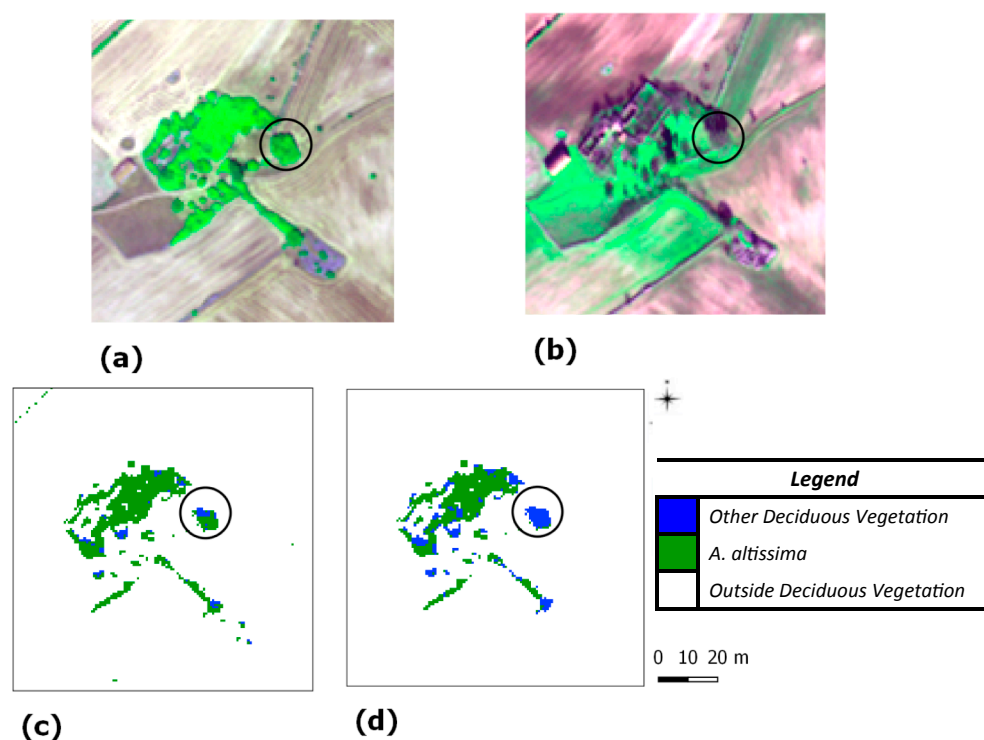 (a)
(b)
Legend
Other Deciduous Vegetation
A. altissima
Outside Deciduous Vegetation
0 10 20 m
(c)
(d)